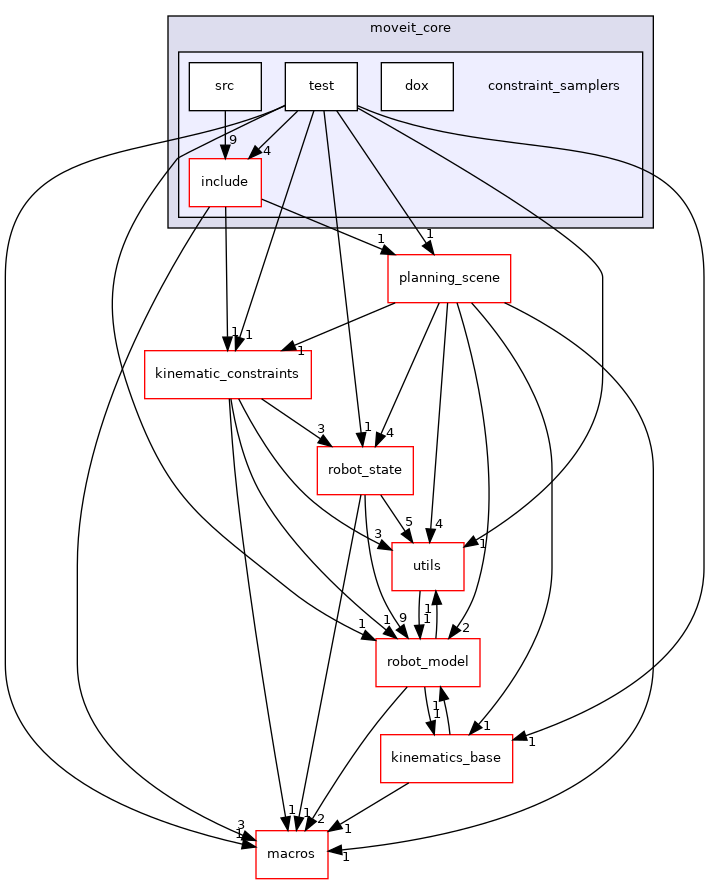 moveit_core
src
test
dox
constraint_samplers
9
4
include
1
1
planning_scene
1
1
1
kinematic_constraints
3
1
4
robot_state
5
3
4
1
utils
1
1
1
1
9
2
robot_model
1
1
1
1
kinematics_base
3
1
1
1
2
1
1
macros